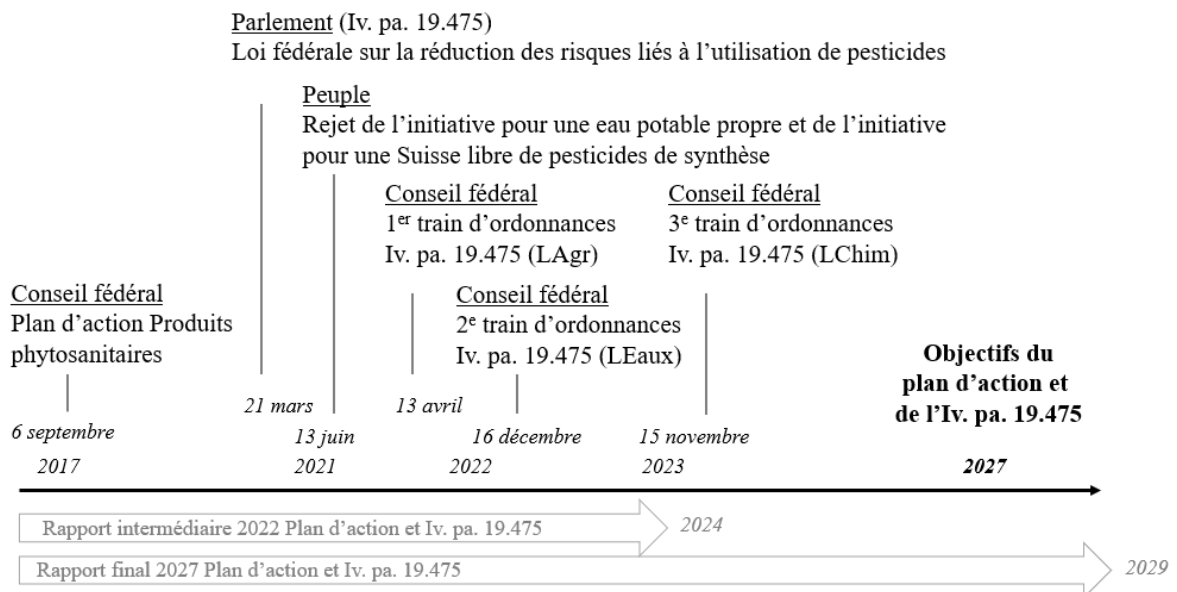 Parlement (Iv. pa. 19.475)
Loi fédérale sur la réduction des risques liés à l’utilisation de pesticides
Peuple
Rejet de l’initiative pour une eau potable propre et de l’initiative
pour une Suisse libre de pesticides de synthèse
Conseil fédéral
1er train d’ordonnances
Iv. pa. 19.475 (LAgr)
Conseil fédéral
3e train d’ordonnances
Iv. pa. 19.475 (LChim)
Conseil fédéral
Plan d’action Produits
phytosanitaires
Conseil fédéral
2e train d’ordonnances
Iv. pa. 19.475 (LEaux)
Objectifs du
plan d’action et
de l’Iv. pa. 19.475
21 mars
13 avril
6 septembre
13 juin
16 décembre
15 novembre
2017
2021
2022
2023
2027
Rapport intermédiaire 2022 Plan d’action et Iv. pa. 19.475
2024
Rapport final 2027 Plan d’action et Iv. pa. 19.475
2029